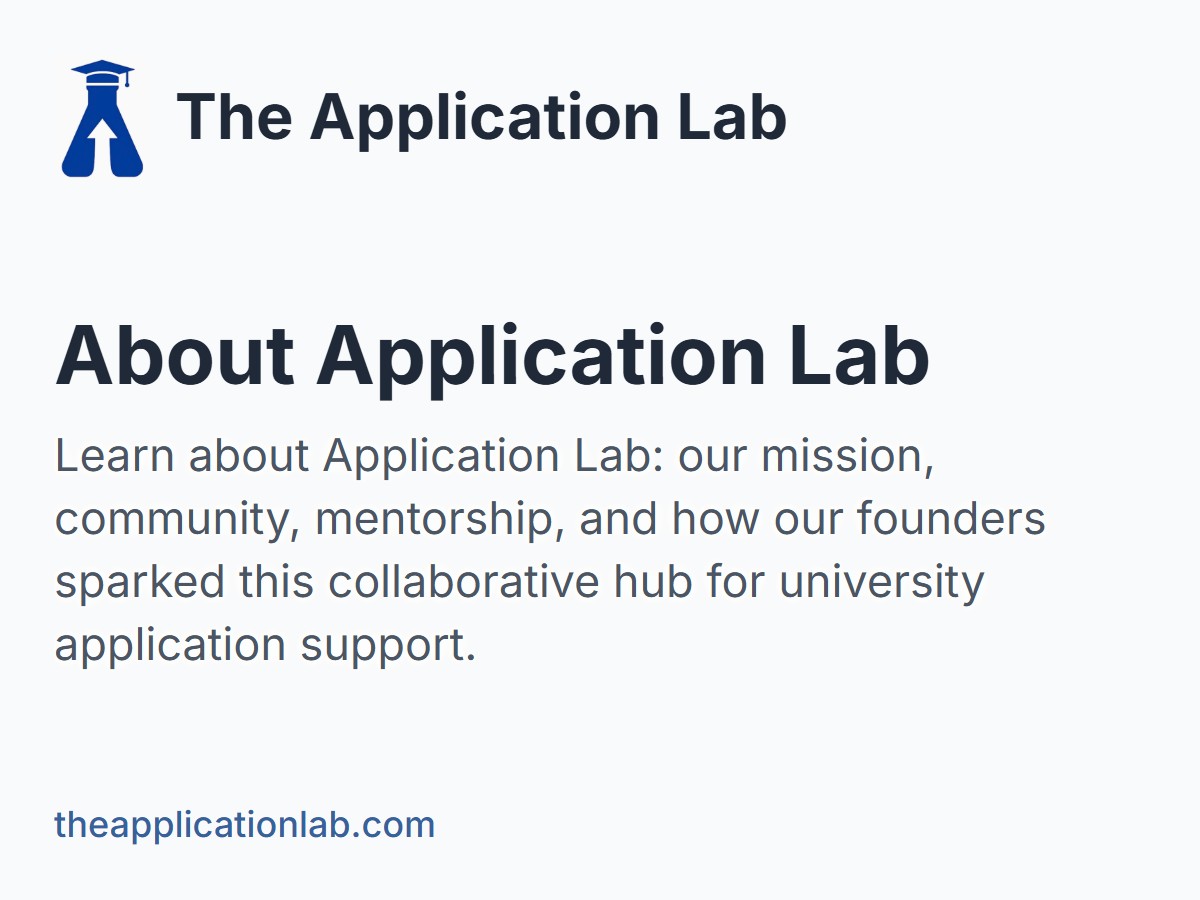 The Application Lab
About Application Lab
Learn about Application Lab: our mission,
community, mentorship, and how our founders
sparked this collaborative hub for university
application support.
theapplicationlab.com